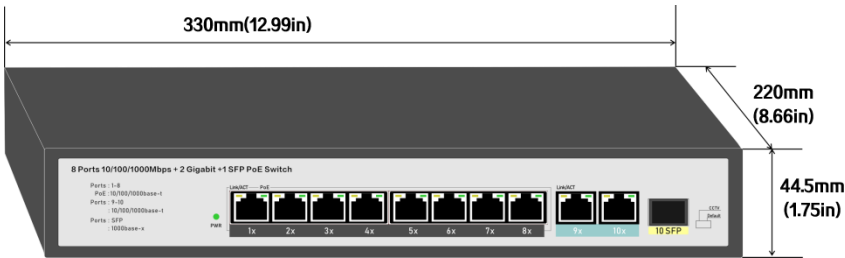 330mm(12.99in)
220mm
(8.66in)
44.5mm
(1.75in)
8 Ports 10/100/1000Mbps + 2 Gigabit +1 SFP PoE Switch
Ports : 1-8
PoE : 10/100/1000base-t
Ports : 9-10
: 10/100/1000base-t
Ports : SFP
: 1000base-x
PWR
Link/ACT PoE
1x 2x 3x 4x 5x 6x 7x 8x
Link/ACT
9x 10x
10 SFP
CCTV
Default